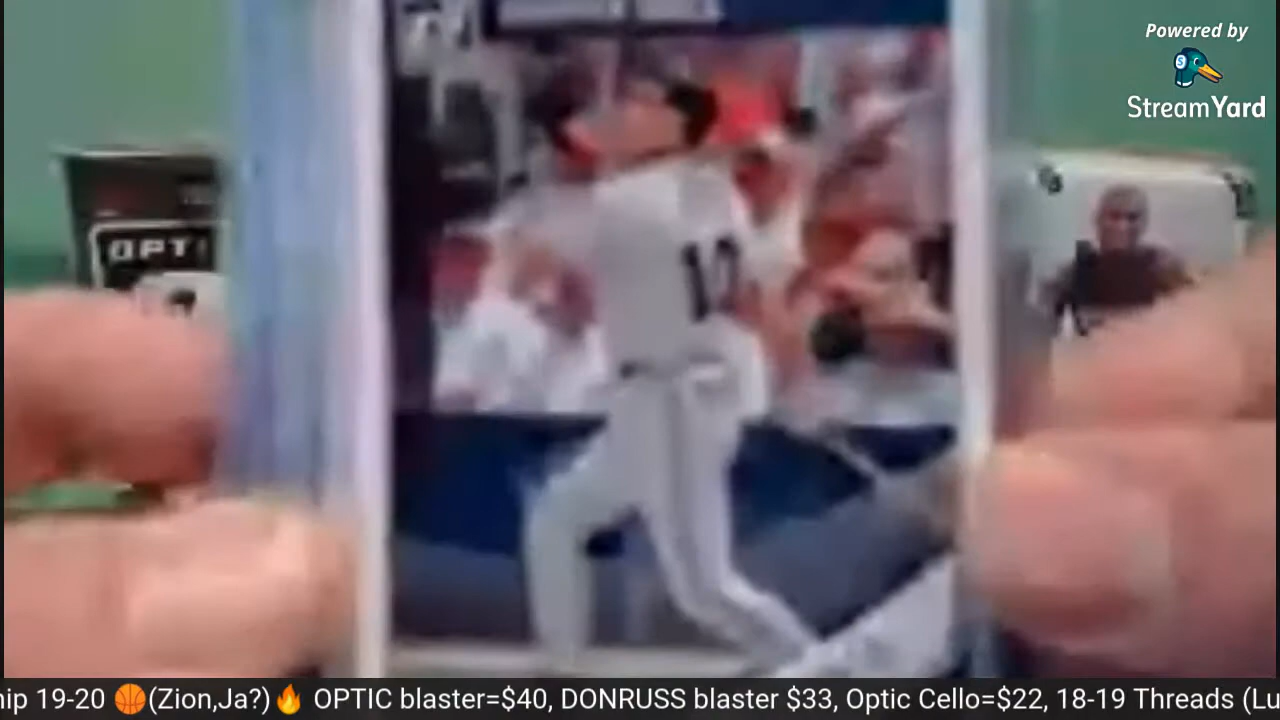 Powered by
StreamYard
OPTI
10
hip 19-20 🏀(Zion,Ja?)🔥 OPTIC blaster=$40, DONRUSS blaster $33, Optic Cello=$22, 18-19 Threads (Lu